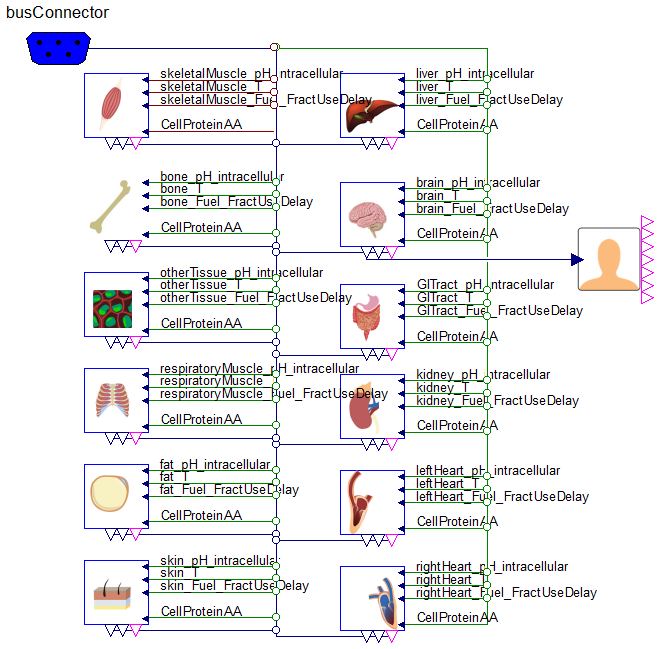 busConnector
skeletalMuscle_pH_intracellular
skeletalMuscle_T
skeletalMuscle_Fuel_FractUseDelay
CellProteinAA
liver_pH_intracellular
liver_T
liver_Fuel_FractUseDelay
CellProteinAA
bone_pH_intracellular
bone_T
bone_Fuel_FractUseDelay
CellProteinAA
brain_pH_intracellular
brain_T
brain_Fuel_FractUseDelay
CellProteinAA
otherTissue_pH_intracellular
otherTissue_T
otherTissue_Fuel_FractUseDelay
CellProteinAA
GITract_pH_intracellular
GITract_T
GITract_Fuel_FractUseDelay
CellProteinAA
respiratoryMuscle_pH_intracellular
respiratoryMuscle_T
respiratoryMuscle_Fuel_FractUseDelay
CellProteinAA
kidney_pH_intracellular
kidney_T
kidney_Fuel_FractUseDelay
CellProteinAA
fat_pH_intracellular
fat_T
fat_Fuel_FractUseDelay
CellProteinAA
leftHeart_pH_intracellular
leftHeart_T
leftHeart_Fuel_FractUseDelay
CellProteinAA
skin_pH_intracellular
skin_T
skin_Fuel_FractUseDelay
CellProteinAA
rightHeart_pH_intracellular
rightHeart_T
rightHeart_Fuel_FractUseDelay
CellProteinAA